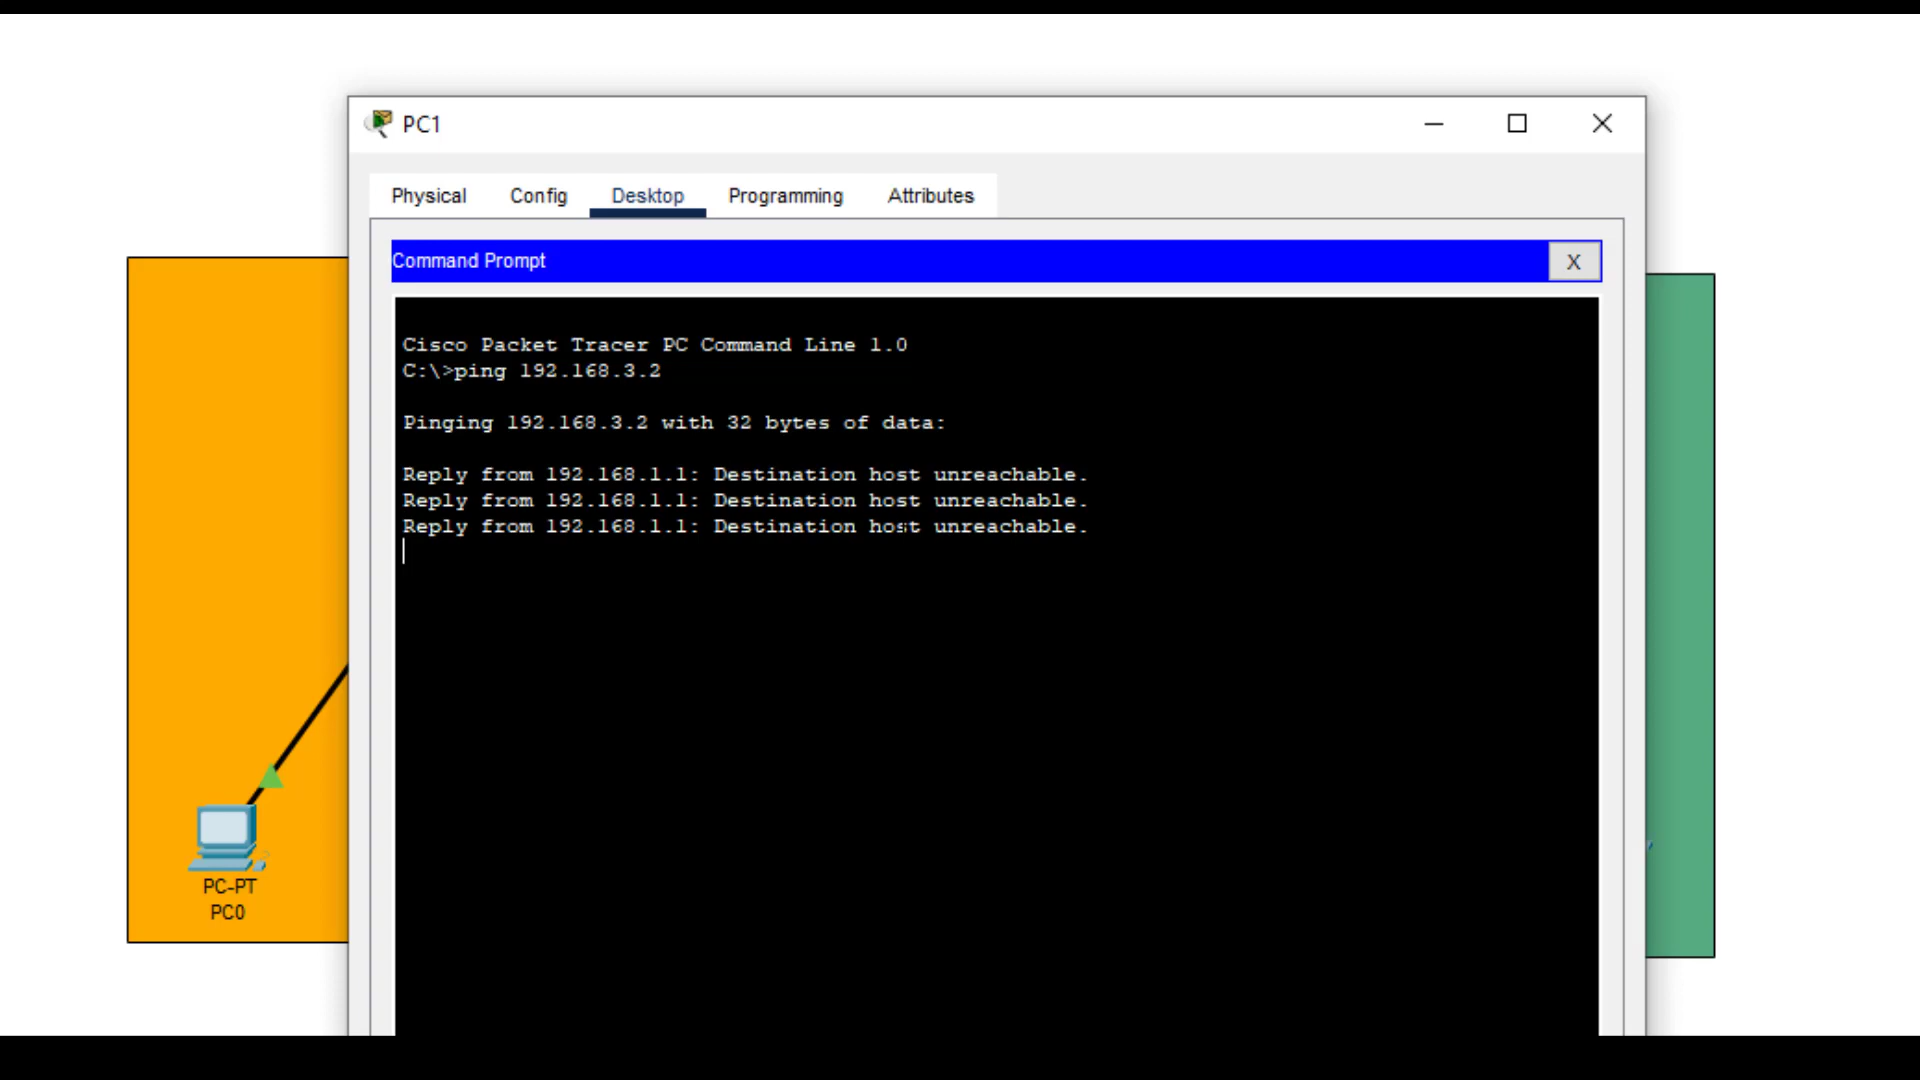 PC1
Physical Config Desktop Programming Attributes
Command Prompt X
Cisco Packet Tracer PC Command Line 1.0
C:\>ping 192.168.3.2
Pinging 192.168.3.2 with 32 bytes of data:
Reply from 192.168.1.1: Destination host unreachable.
Reply from 192.168.1.1: Destination host unreachable.
Reply from 192.168.1.1: Destination host unreachable.
PC-PT
PC0